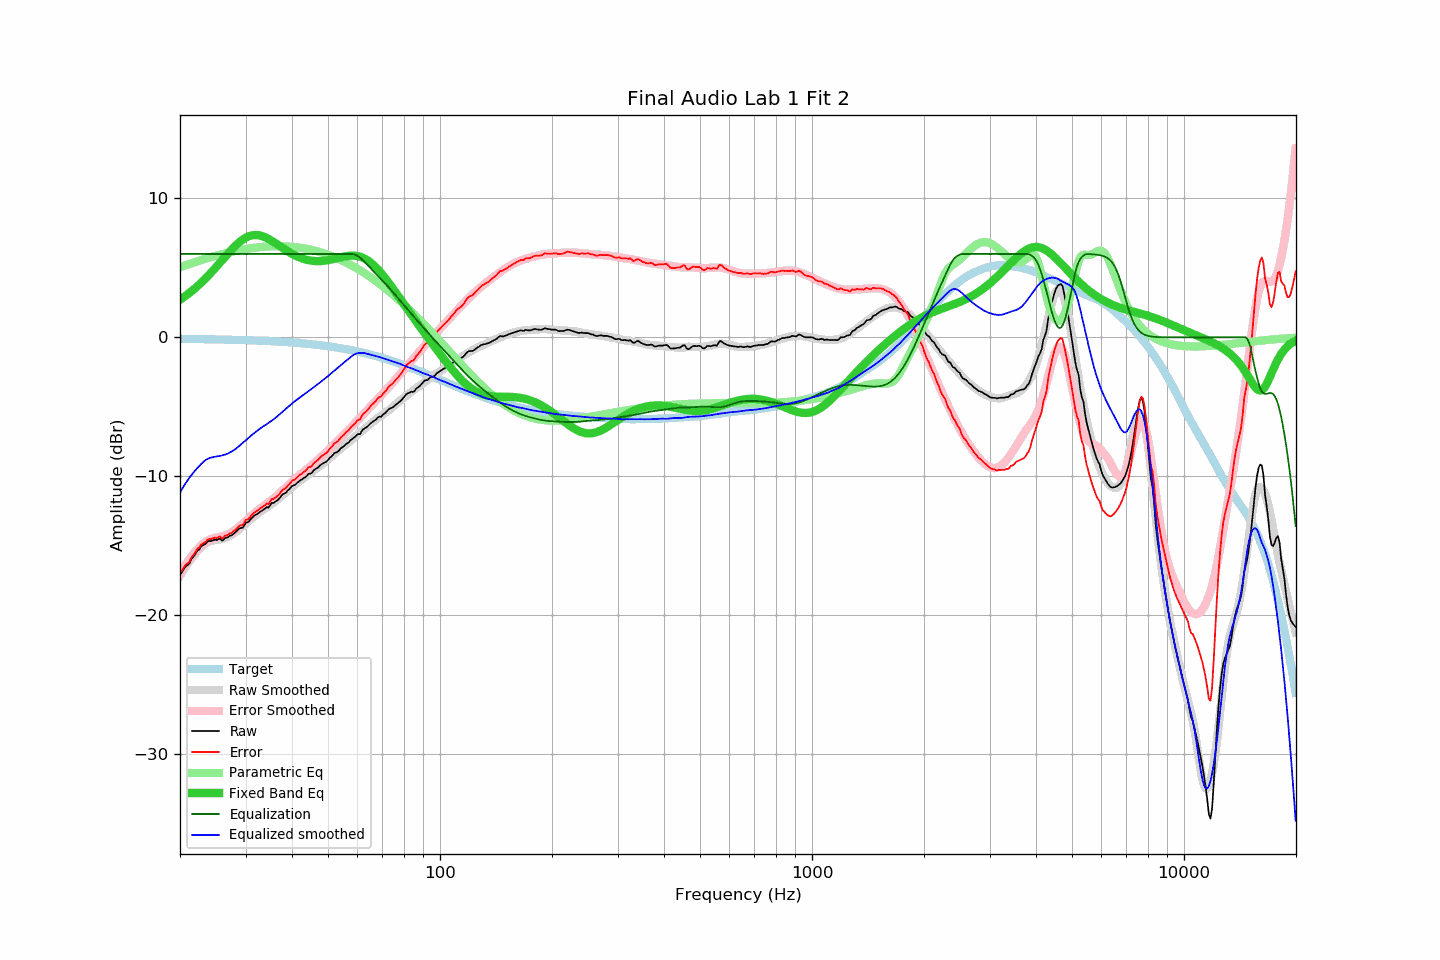 Final Audio Lab 1 Fit 2
Amplitude (dBr)
10
0
−10
−20
−30
Target
Raw Smoothed
Error Smoothed
Raw
Error
Parametric Eq
Fixed Band Eq
Equalization
Equalized smoothed
100
1000
10000
Frequency (Hz)